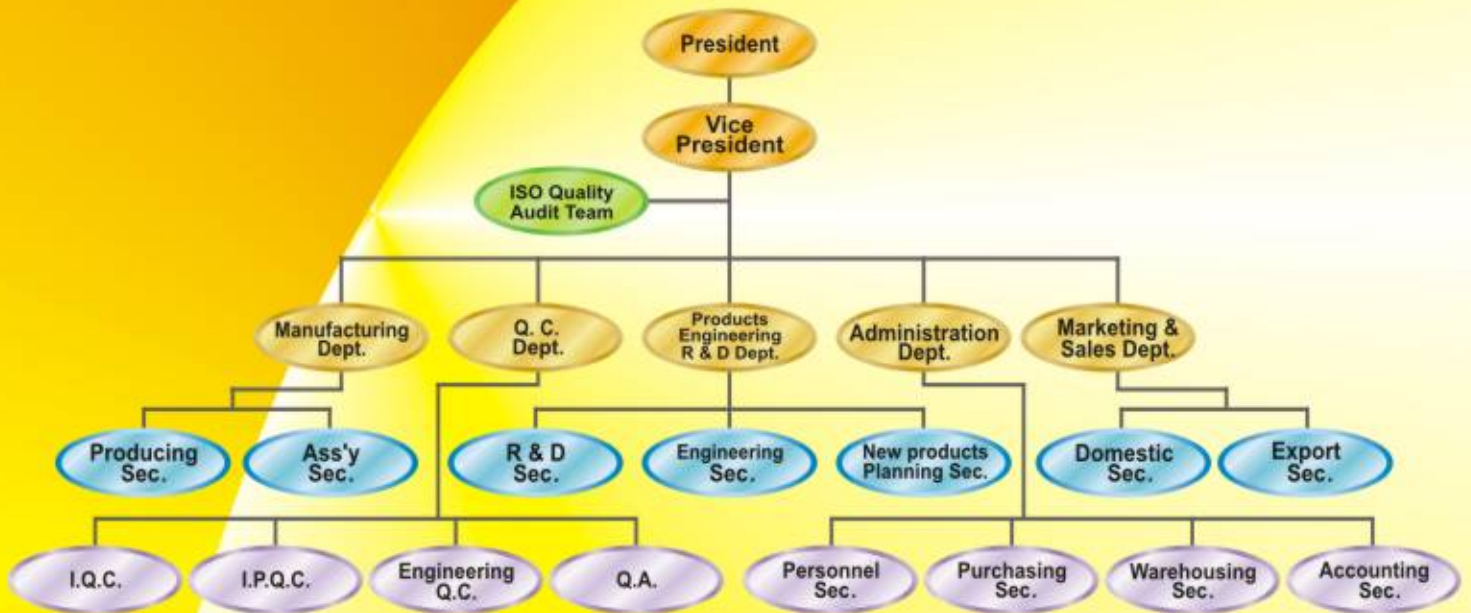 President
Vice
President
ISO Quality
Audit Team
Manufacturing
Dept.
Q. C.
Dept.
Products
Engineering
R & D Dept.
Administration
Dept.
Marketing &
Sales Dept.
Producing
Sec.
Ass'y
Sec.
R & D
Sec.
Engineering
Sec.
New products
Planning Sec.
Domestic
Sec.
Export
Sec.
I.Q.C.
I.P.Q.C.
Engineering
Q.C.
Q.A.
Personnel
Sec.
Purchasing
Sec.
Warehousing
Sec.
Accounting
Sec.